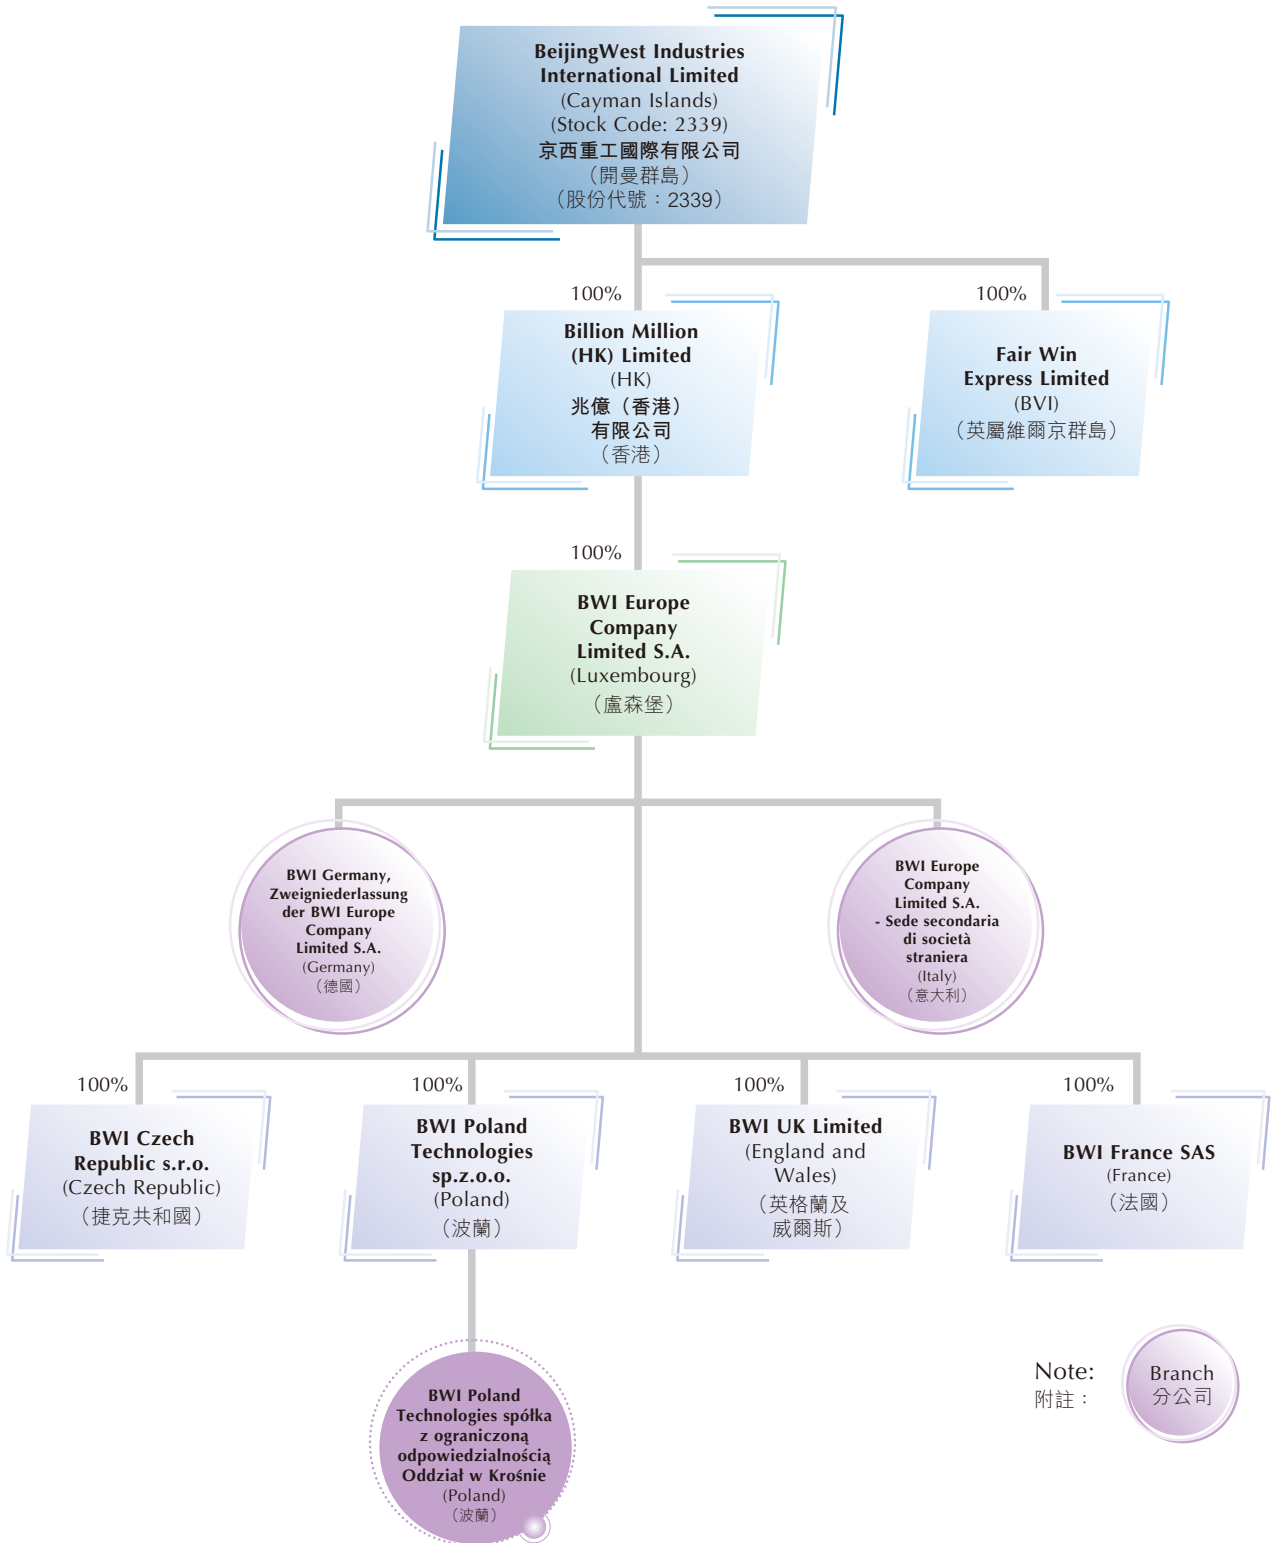 BeijingWest Industries
International Limited
(Cayman Islands)
(Stock Code: 2339)
京西重工國際有限公司
（開曼群島）
（股份代號：2339）
100%
Billion Million
(HK) Limited
(HK)
兆億（香港）
有限公司
（香港）
100%
Fair Win
Express Limited
(BVI)
（英屬維爾京群島）
100%
BWI Europe
Company
Limited S.A.
(Luxembourg)
（盧森堡）
BWI Germany,
Zweigniederlassung
der BWI Europe
Company
Limited S.A.
(Germany)
（德國）
BWI Europe
Company
Limited S.A.
- Sede secondaria
di società
straniera
(Italy)
（意大利）
100%
BWI Czech
Republic s.r.o.
(Czech Republic)
（捷克共和國）
100%
BWI Poland
Technologies
sp.z.o.o.
(Poland)
（波蘭）
100%
BWI UK Limited
(England and
Wales)
（英格蘭及
威爾斯）
100%
BWI France SAS
(France)
（法國）
BWI Poland
Technologies spółka
z ograniczoną
odpowiedzialnością
Oddział w Krośnie
(Poland)
（波蘭）
Note:
附註：
Branch
分公司